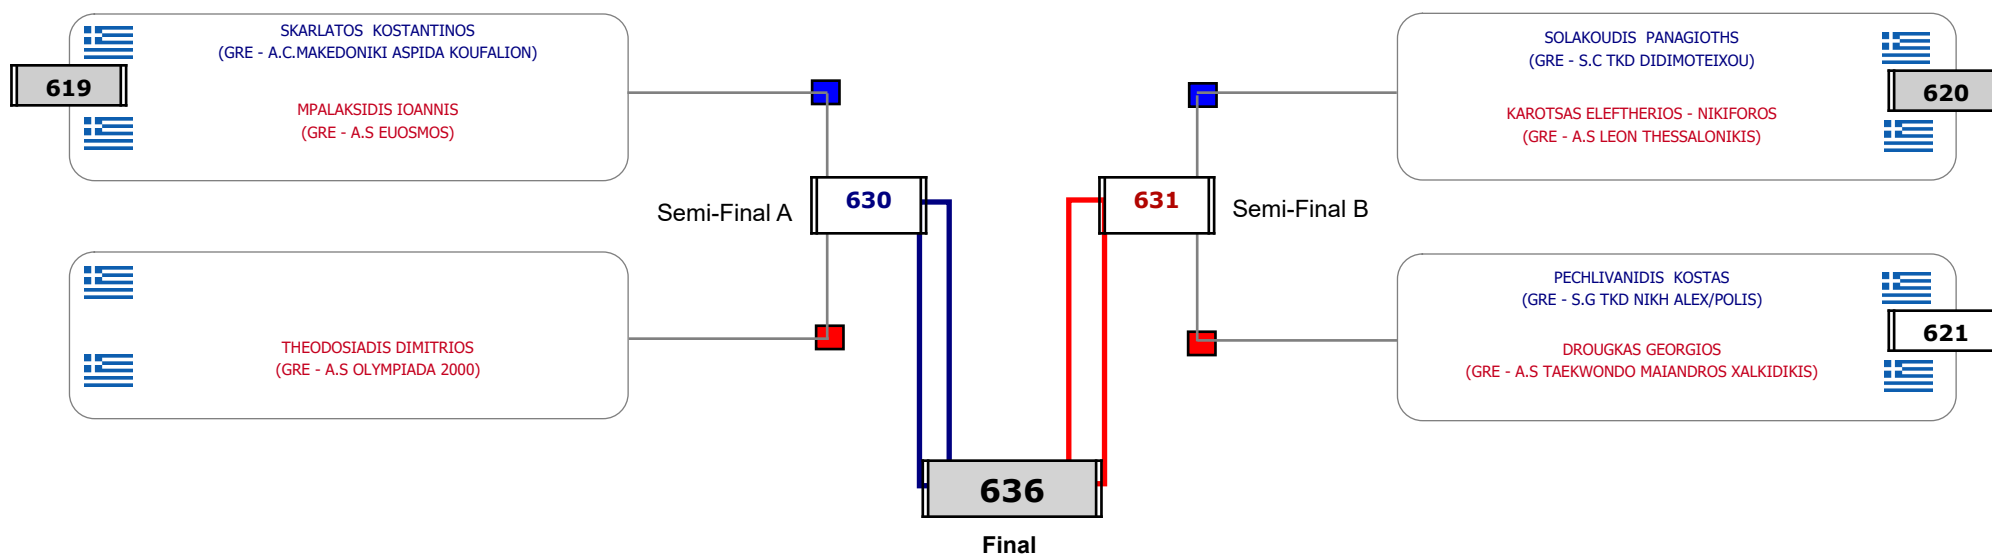 SKARLATOS KOSTANTINOS
(GRE - A.C.MAKEDONIKI ASPIDA KOUFALION)
619
MPALAKSIDIS IOANNIS
(GRE - A.S EUOSMOS)
SOLAKOUDIS PANAGIOTHS
(GRE - S.C TKD DIDIMOTEIXOU)
620
KAROTSAS ELEFTHERIOS - NIKIFOROS
(GRE - A.S LEON THESSALONIKIS)
Semi-Final A
630
631
Semi-Final B
THEODOSIADIS DIMITRIOS
(GRE - A.S OLYMPIADA 2000)
PECHLIVANIDIS KOSTAS
(GRE - S.G TKD NIKH ALEX/POLIS)
621
DROUGKAS GEORGIOS
(GRE - A.S TAEKWONDO MAIANDROS XALKIDIKIS)
636
Final